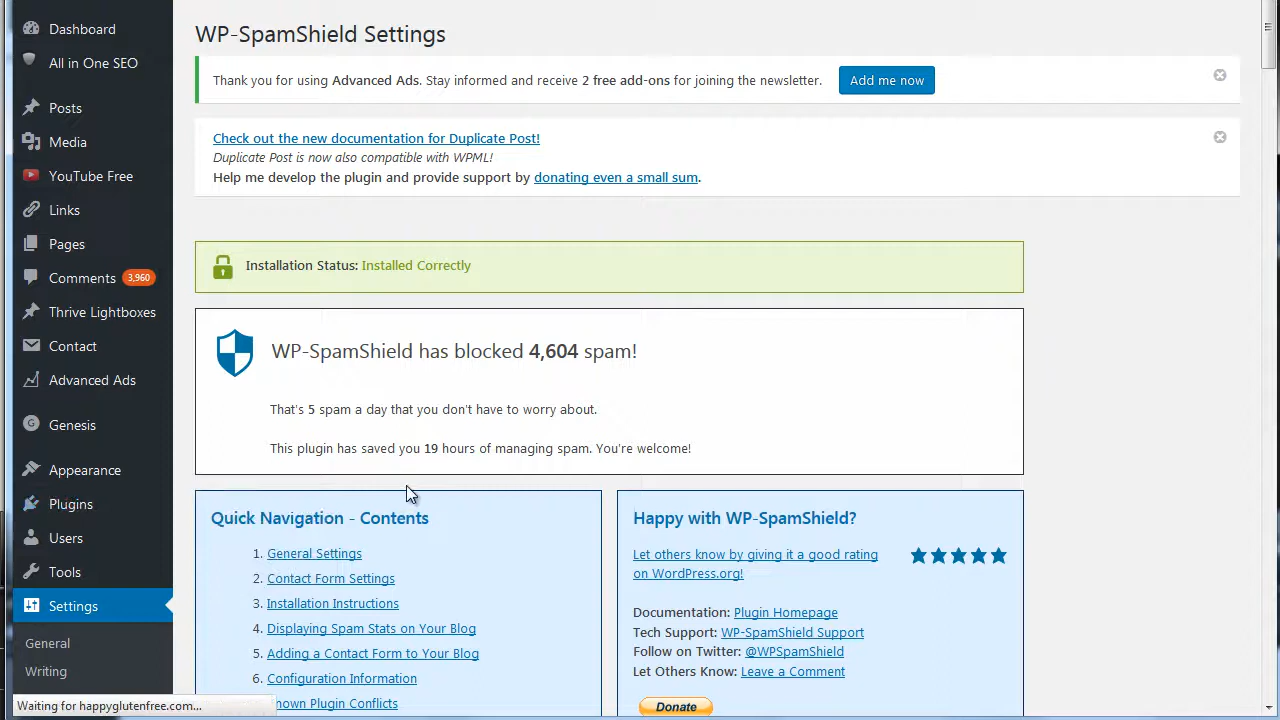 Dashboard
All in One SEO
Posts
Media
YouTube Free
Links
Pages
Comments 3,960
Thrive Lightboxes
Contact
Advanced Ads
Genesis
Appearance
Plugins
Users
Tools
Settings
General
Writing
Waiting for happyglutenfree.com...
WP-SpamShield Settings
Thank you for using Advanced Ads. Stay informed and receive 2 free add-ons for joining the newsletter. Add me now
Check out the new documentation for Duplicate Post!
Duplicate Post is now also compatible with WPML!
Help me develop the plugin and provide support by donating even a small sum.
Installation Status: Installed Correctly
WP-SpamShield has blocked 4,604 spam!
That's 5 spam a day that you don't have to worry about.
This plugin has saved you 19 hours of managing spam. You're welcome!
Quick Navigation - Contents
1. General Settings
2. Contact Form Settings
3. Installation Instructions
4. Displaying Spam Stats on Your Blog
5. Adding a Contact Form to Your Blog
6. Configuration Information
Plugin Conflicts
Happy with WP-SpamShield?
Let others know by giving it a good rating
on WordPress.org!
Documentation: Plugin Homepage
Tech Support: WP-SpamShield Support
Follow on Twitter: @WPSpamShield
Let Others Know: Leave a Comment
Donate